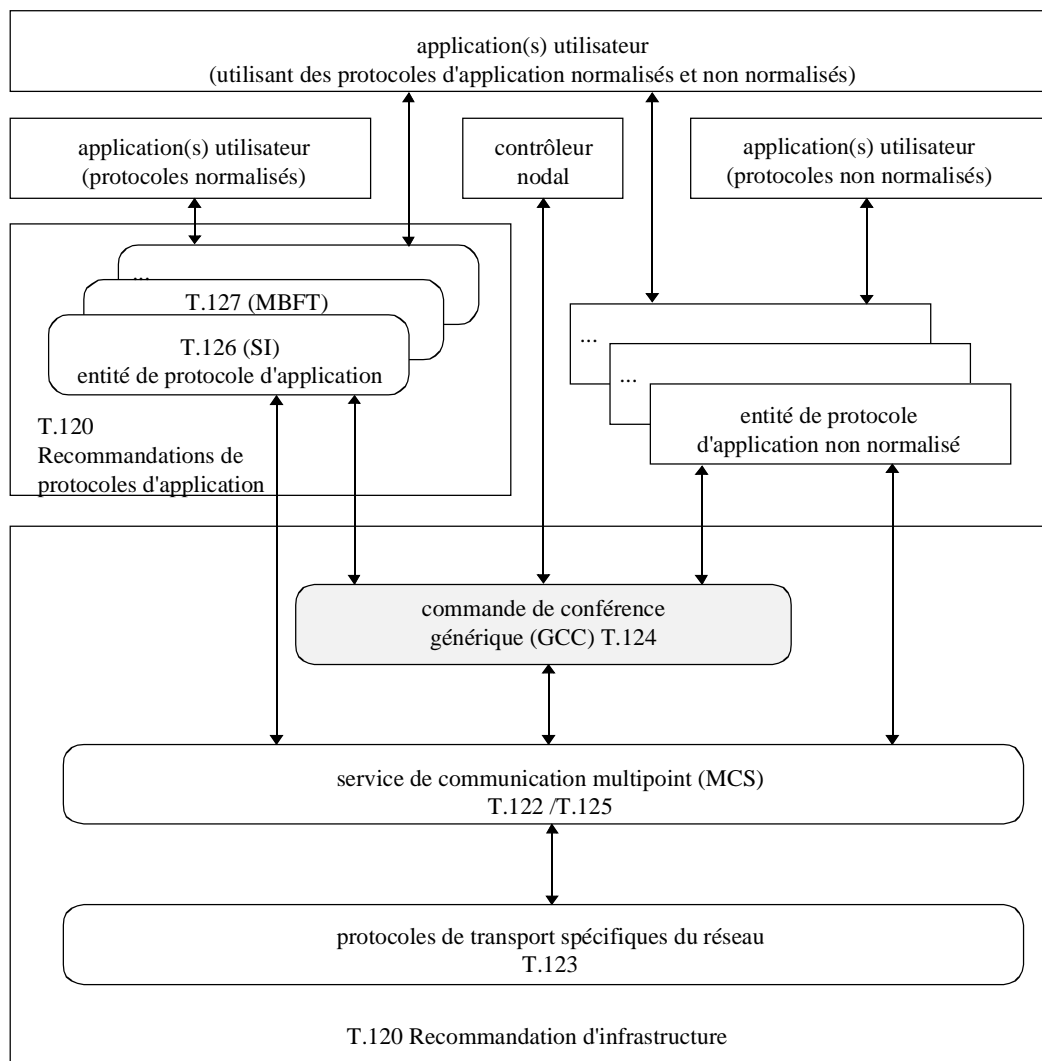 application(s) utilisateur
(utilisant des protocoles d'application normalisés et non normalisés)
application(s) utilisateur
(protocoles normalisés)
contrôleur
nodal
application(s) utilisateur
(protocoles non normalisés)
...
T.127 (MBFT)
T.126 (SI)
entité de protocole d'application
T.120
Recommandations de
protocoles d'application
...
...
entité de protocole
d'application non normalisé
commande de conférence
générique (GCC) T.124
service de communication multipoint (MCS)
T.122 /T.125
protocoles de transport spécifiques du réseau
T.123
T.120 Recommandation d'infrastructure